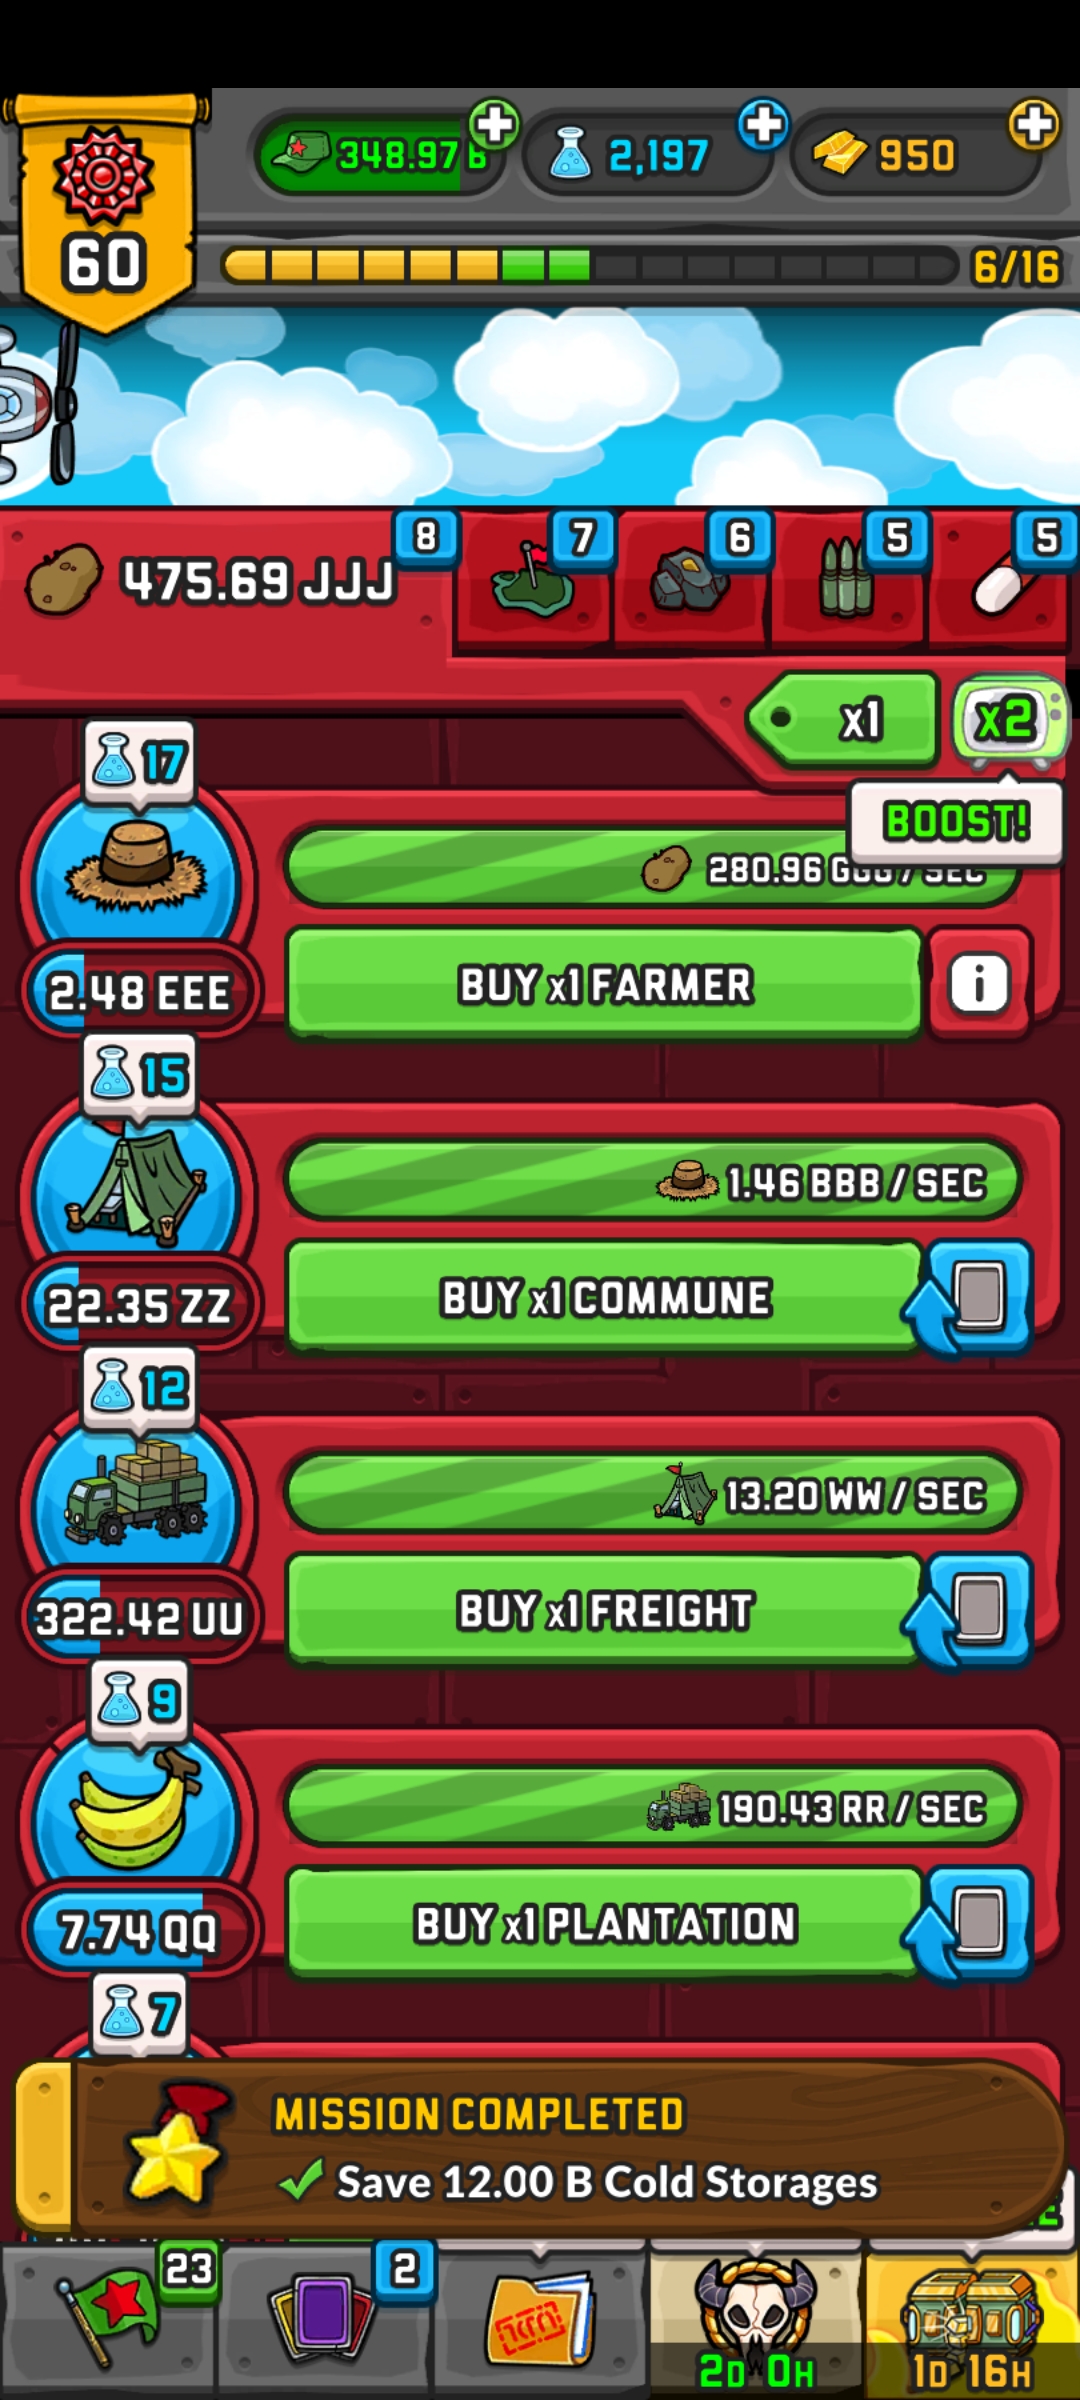 348.97 B
2,197
950
60
6/16
475.69 JJJ
8
7
6
5
5
x1
x2
BOOST!
17
280.96 GGG / SEC
2.48 EEE
BUY x1 FARMER
i
15
1.46 BBB / SEC
22.35 ZZ
BUY x1 COMMUNE
12
13.20 WW / SEC
322.42 UU
BUY x1 FREIGHT
9
190.43 RR / SEC
7.74 QQ
BUY x1 PLANTATION
7
MISSION COMPLETED
Save 12.00 B Cold Storages
23
2
2D 0H
1D 16H